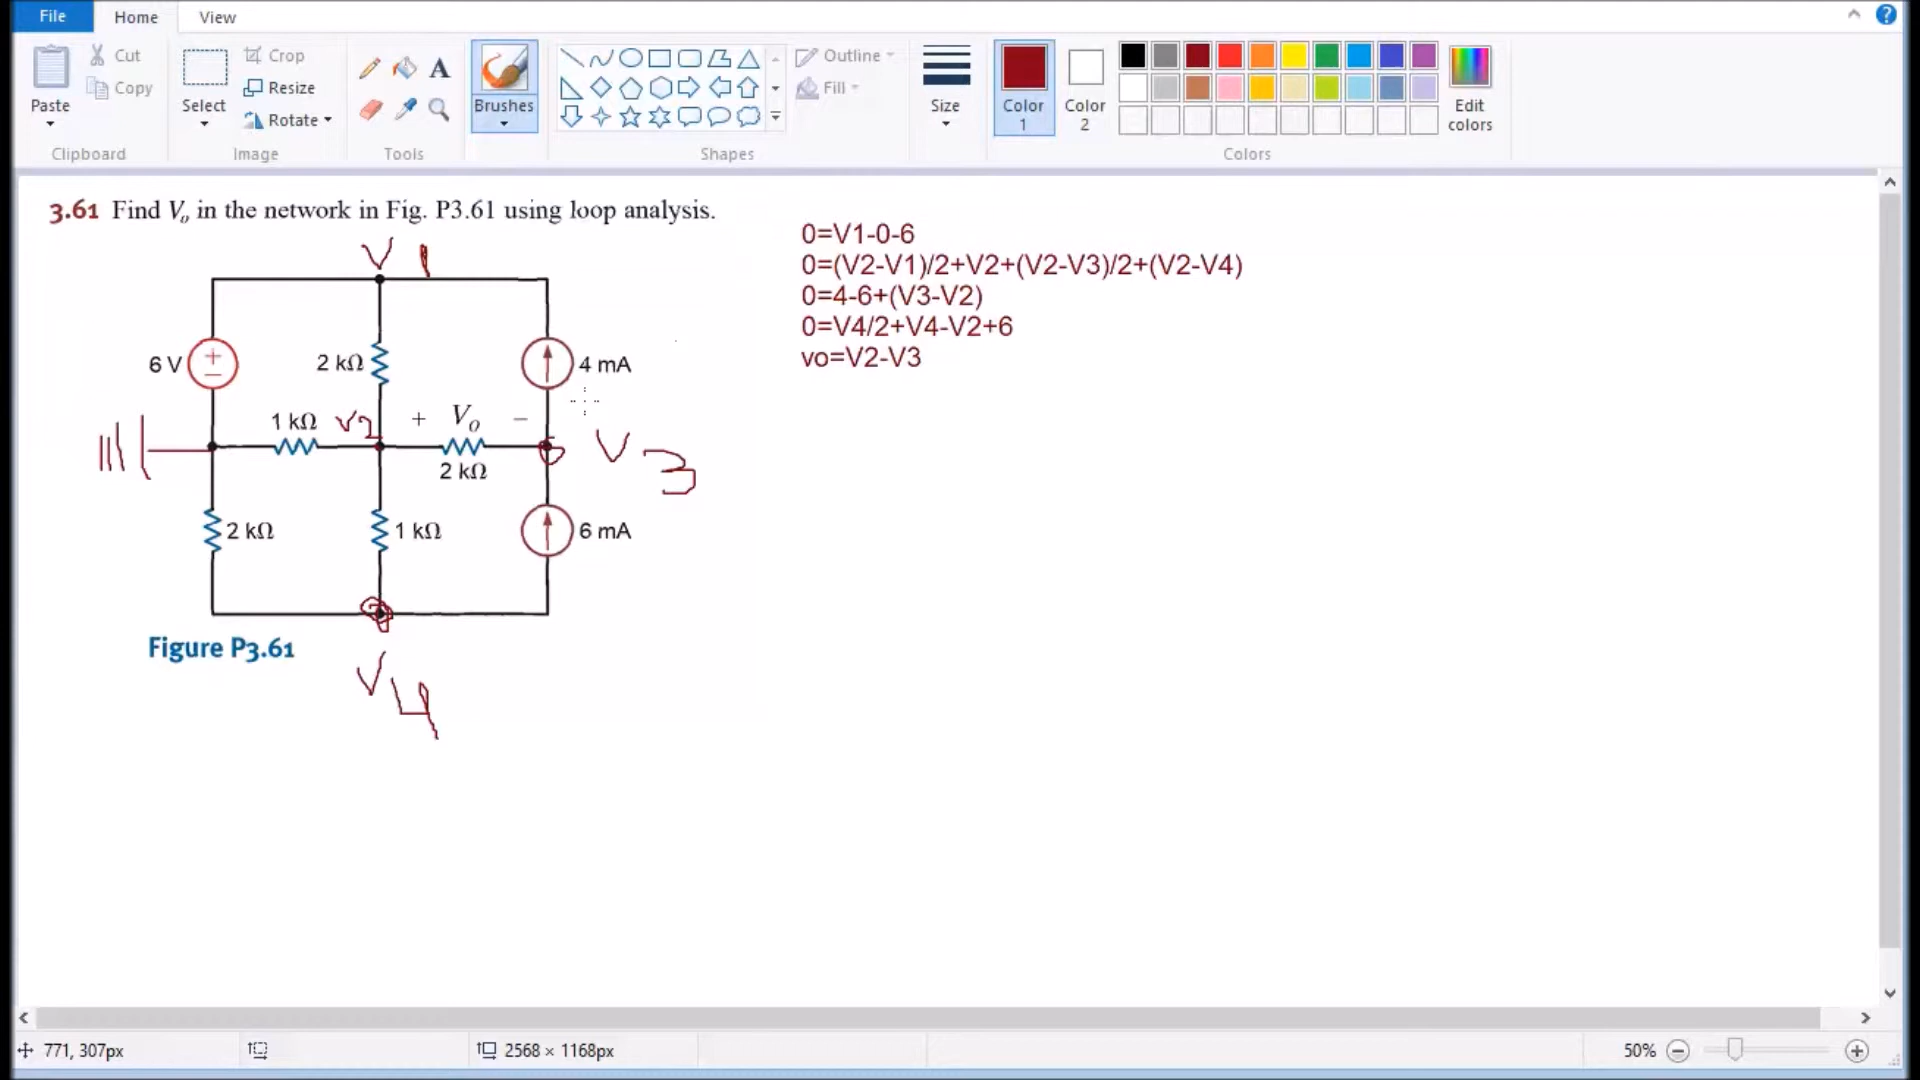 File
Home
View
Paste
Cut
Copy
Clipboard
Select
Crop
Resize
Rotate
Image
Tools
Brushes
Shapes
Outline
Fill
Size
Color 1
Color 2
Edit colors
Colors
3.61 Find Vo in the network in Fig. P3.61 using loop analysis.
V 1
6 V
+
−
2 kΩ
4 mA
1 kΩ
V2
+
Vo
−
2 kΩ
V3
2 kΩ
1 kΩ
6 mA
Figure P3.61
V4
0=V1-0-6
0=(V2-V1)/2+V2+(V2-V3)/2+(V2-V4)
0=4-6+(V3-V2)
0=V4/2+V4-V2+6
vo=V2-V3
771, 307px
2568 × 1168px
50%